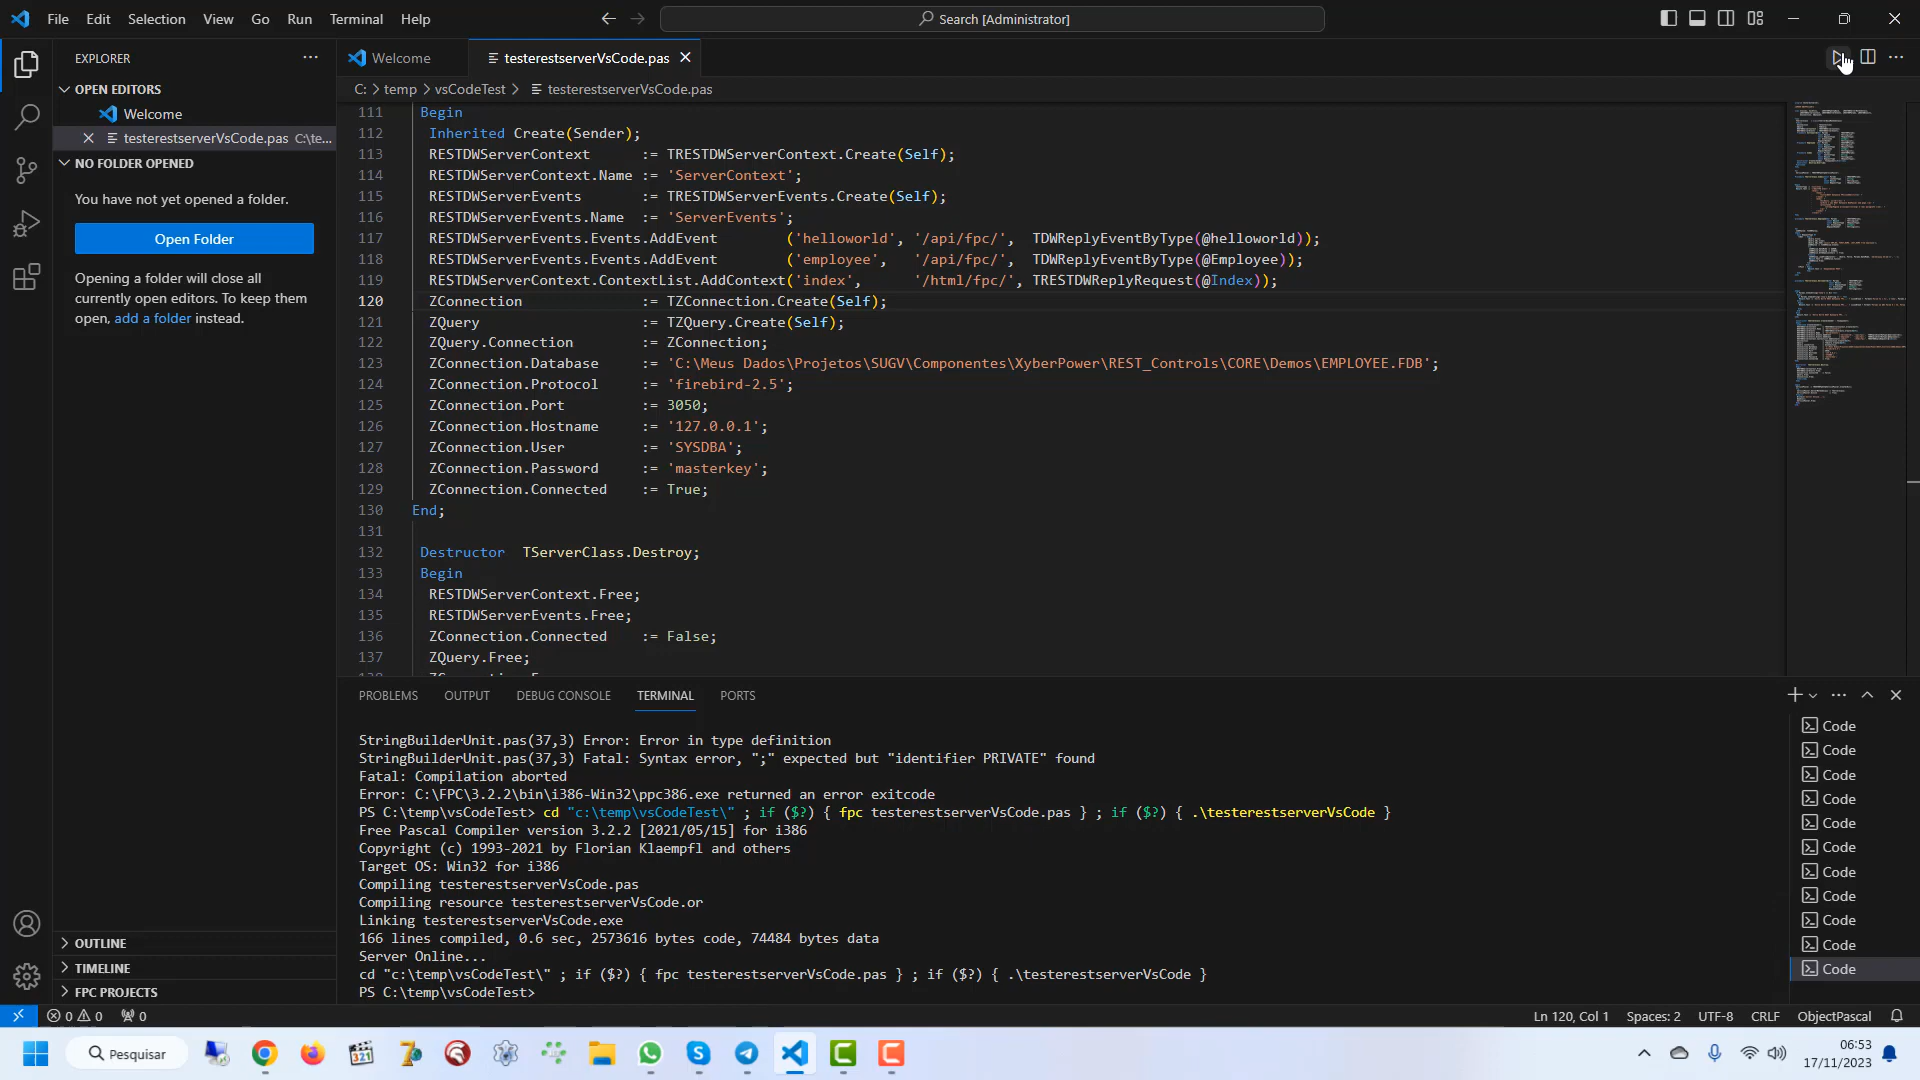 File Edit Selection View Go Run Terminal Help
Search [Administrator]
EXPLORER
OPEN EDITORS
Welcome
testerestserverVsCode.pas C:\te...
NO FOLDER OPENED
You have not yet opened a folder.
Open Folder
Opening a folder will close all
currently open editors. To keep them
open, add a folder instead.
OUTLINE
TIMELINE
FPC PROJECTS
Welcome
testerestserverVsCode.pas
C: > temp > vsCodeTest > testerestserverVsCode.pas
111 Begin
112 Inherited Create(Sender);
113 RESTDWServerContext := TRESTDWServerContext.Create(Self);
114 RESTDWServerContext.Name := 'ServerContext';
115 RESTDWServerEvents := TRESTDWServerEvents.Create(Self);
116 RESTDWServerEvents.Name := 'ServerEvents';
117 RESTDWServerEvents.Events.AddEvent ('helloworld', '/api/fpc/', TDWReplyEventByType(@helloworld));
118 RESTDWServerEvents.Events.AddEvent ('employee', '/api/fpc/', TDWReplyEventByType(@Employee));
119 RESTDWServerContext.ContextList.AddContext('index', '/html/fpc/', TRESTDWReplyRequest(@Index));
120 ZConnection := TZConnection.Create(Self);
121 ZQuery := TZQuery.Create(Self);
122 ZQuery.Connection := ZConnection;
123 ZConnection.Database := 'C:\Meus Dados\Projetos\SUGV\Componentes\XyberPower\REST_Controls\CORE\Demos\EMPLOYEE.FDB';
124 ZConnection.Protocol := 'firebird-2.5';
125 ZConnection.Port := 3050;
126 ZConnection.Hostname := '127.0.0.1';
127 ZConnection.User := 'SYSDBA';
128 ZConnection.Password := 'masterkey';
129 ZConnection.Connected := True;
130 End;
131
132 Destructor TServerClass.Destroy;
133 Begin
134 RESTDWServerContext.Free;
135 RESTDWServerEvents.Free;
136 ZConnection.Connected := False;
137 ZQuery.Free;
PROBLEMS OUTPUT DEBUG CONSOLE TERMINAL PORTS
StringBuilderUnit.pas(37,3) Error: Error in type definition
StringBuilderUnit.pas(37,3) Fatal: Syntax error, ";" expected but "identifier PRIVATE" found
Fatal: Compilation aborted
Error: C:\FPC\3.2.2\bin\i386-Win32\ppc386.exe returned an error exitcode
PS C:\temp\vsCodeTest> cd "c:\temp\vsCodeTest\" ; if ($?) { fpc testerestserverVsCode.pas } ; if ($?) { .\testerestserverVsCode }
Free Pascal Compiler version 3.2.2 [2021/05/15] for i386
Copyright (c) 1993-2021 by Florian Klaempfl and others
Target OS: Win32 for i386
Compiling testerestserverVsCode.pas
Compiling resource testerestserverVsCode.or
Linking testerestserverVsCode.exe
166 lines compiled, 0.6 sec, 2573616 bytes code, 74484 bytes data
Server Online...
cd "c:\temp\vsCodeTest\" ; if ($?) { fpc testerestserverVsCode.pas } ; if ($?) { .\testerestserverVsCode }
PS C:\temp\vsCodeTest>
Code
Code
Code
Code
Code
Code
Code
Code
Code
Code
Code
0 0 0
Ln 120, Col 1 Spaces: 2 UTF-8 CRLF ObjectPascal
Pesquisar
321
06:53
17/11/2023